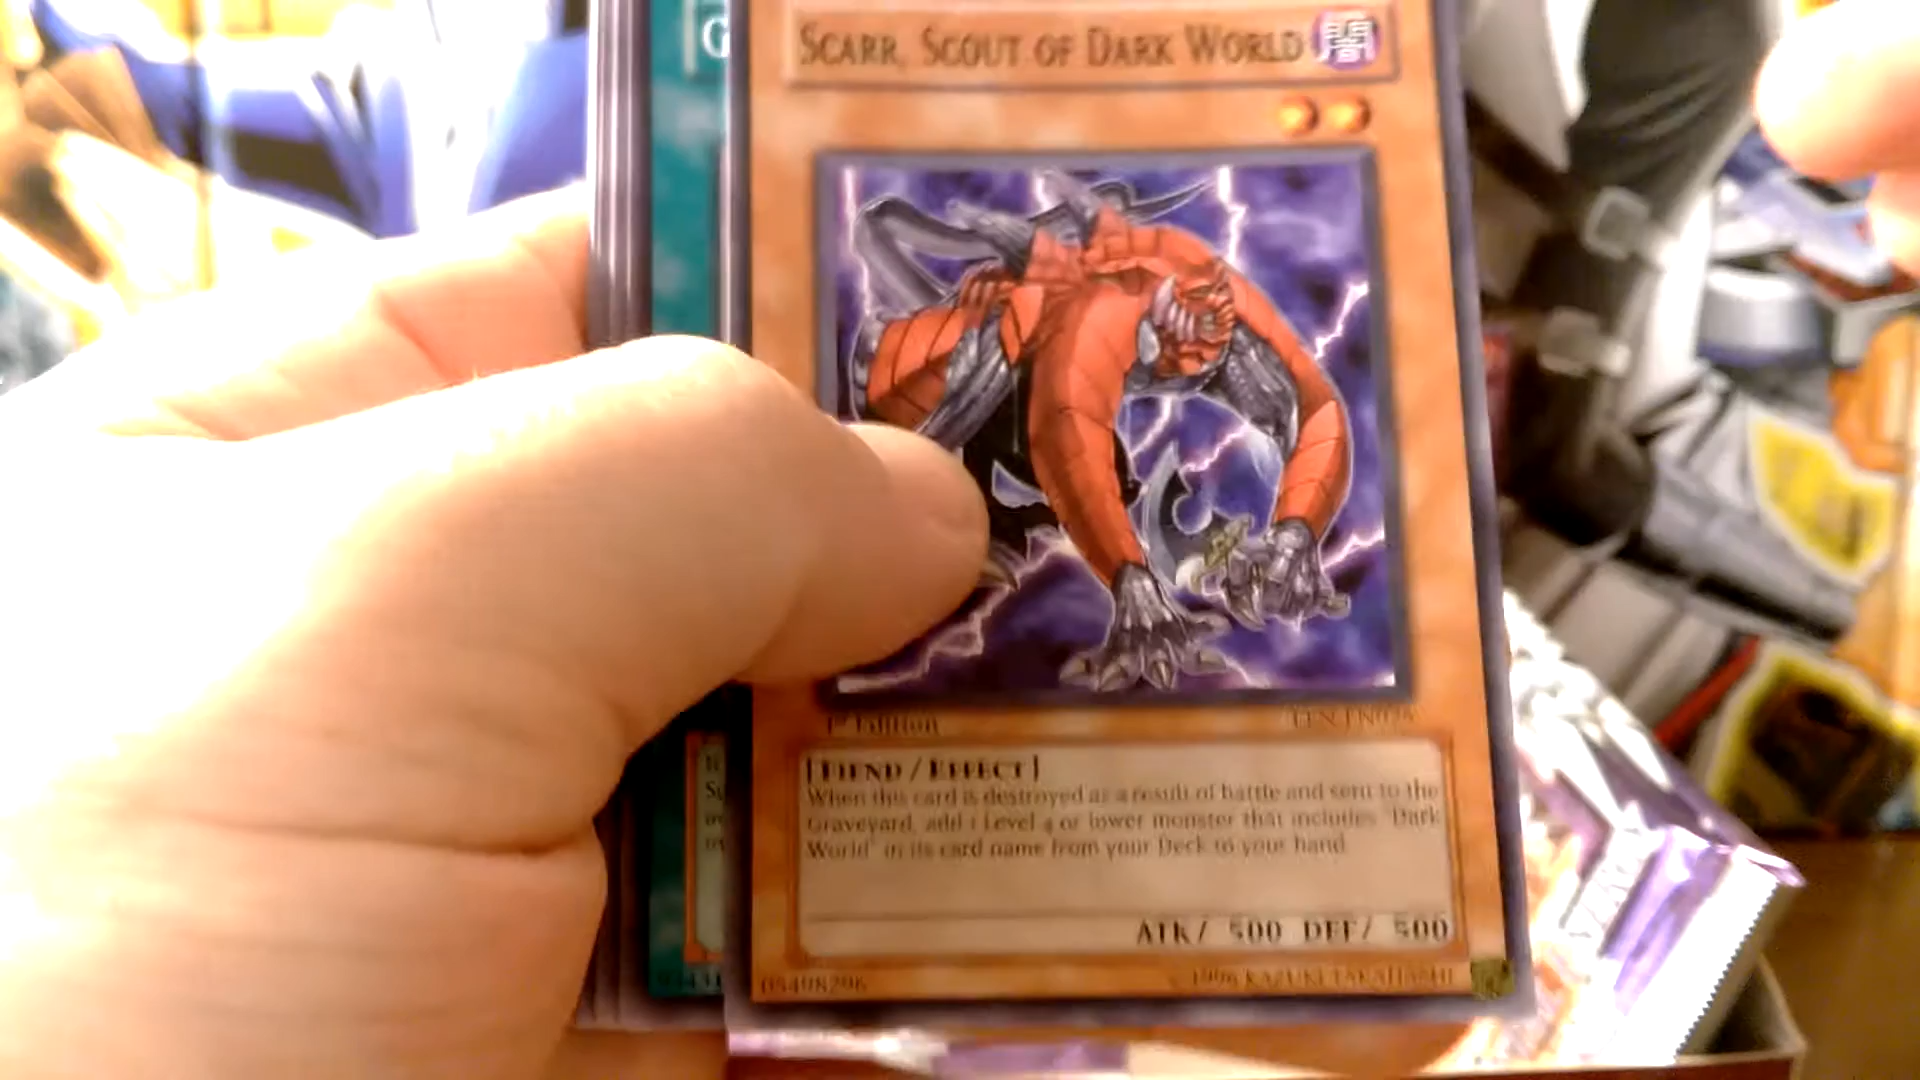 G
SCARR, SCOUT OF DARK WORLD
1st Edition
[FIEND / EFFECT]
When this card is destroyed as a result of battle and sent to the
Graveyard, add 1 Level 4 or lower monster that includes "Dark
World" in its card name from your Deck to your hand.
ATK/ 500 DEF/ 500
05498296
© 1996 KAZUKI TAKAHASHI